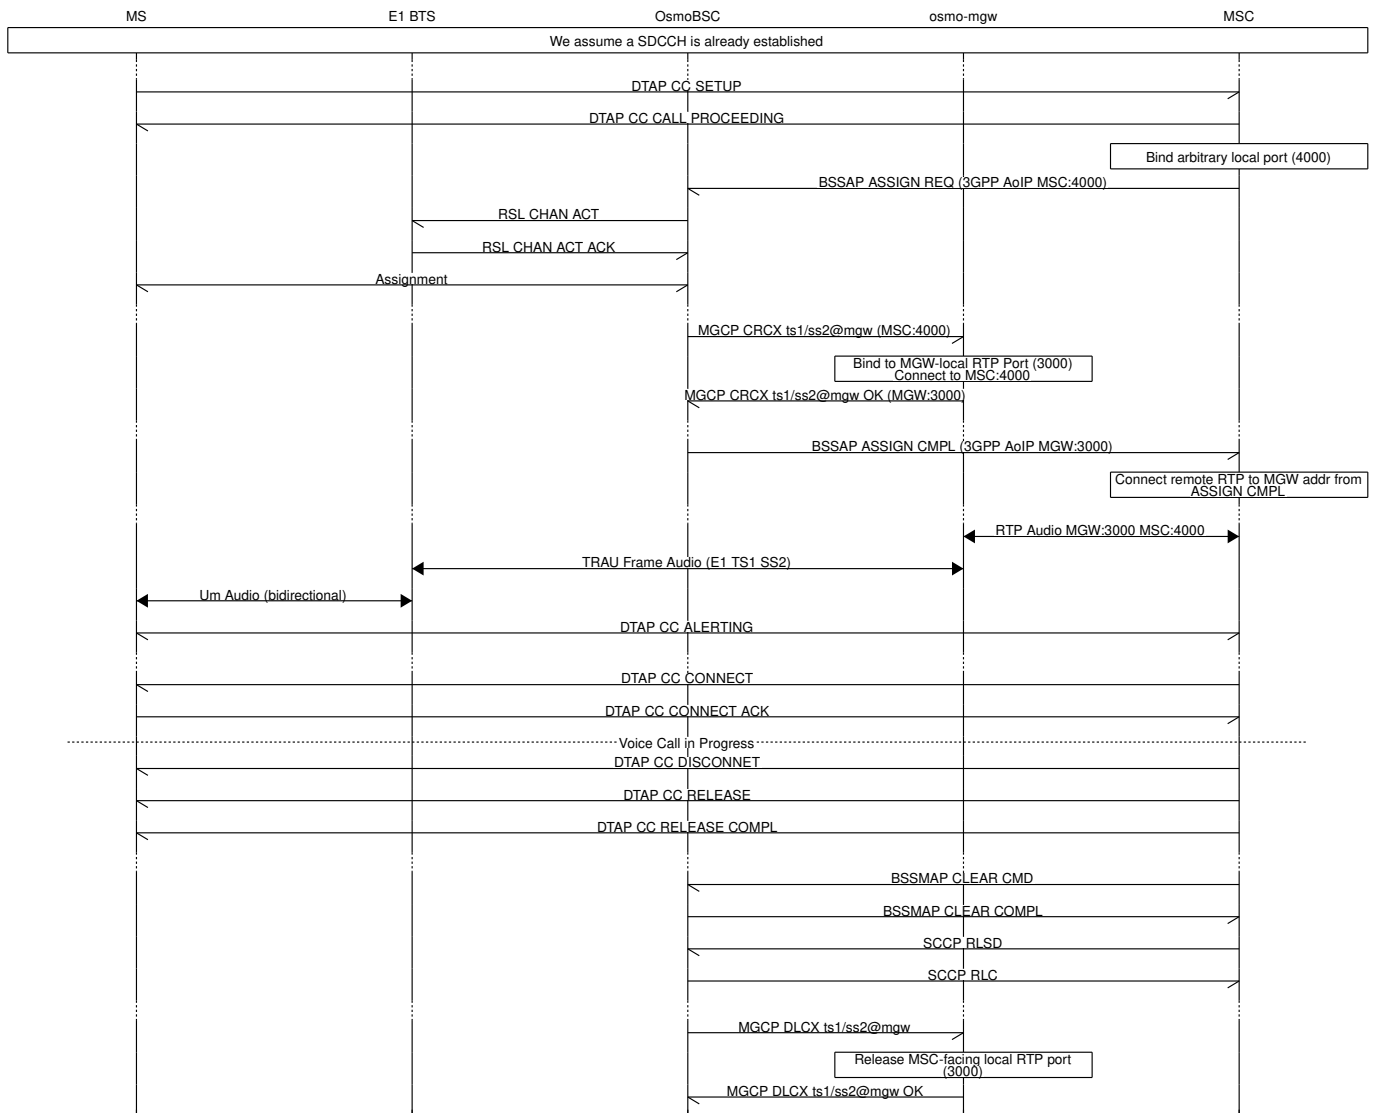 MS E1 BTS OsmoBSC osmo-mgw MSC
We assume a SDCCH is already established
DTAP CC SETUP
DTAP CC CALL PROCEEDING
Bind arbitrary local port (4000)
BSSAP ASSIGN REQ (3GPP AoIP MSC:4000)
RSL CHAN ACT
RSL CHAN ACT ACK
Assignment
MGCP CRCX ts1/ss2@mgw (MSC:4000)
Bind to MGW-local RTP Port (3000)
Connect to MSC:4000
MGCP CRCX ts1/ss2@mgw OK (MGW:3000)
BSSAP ASSIGN CMPL (3GPP AoIP MGW:3000)
Connect remote RTP to MGW addr from
ASSIGN CMPL
RTP Audio MGW:3000 MSC:4000
TRAU Frame Audio (E1 TS1 SS2)
Um Audio (bidirectional)
DTAP CC ALERTING
DTAP CC CONNECT
DTAP CC CONNECT ACK
Voice Call in Progress
DTAP CC DISCONNET
DTAP CC RELEASE
DTAP CC RELEASE COMPL
BSSMAP CLEAR CMD
BSSMAP CLEAR COMPL
SCCP RLSD
SCCP RLC
MGCP DLCX ts1/ss2@mgw
Release MSC-facing local RTP port
(3000)
MGCP DLCX ts1/ss2@mgw OK